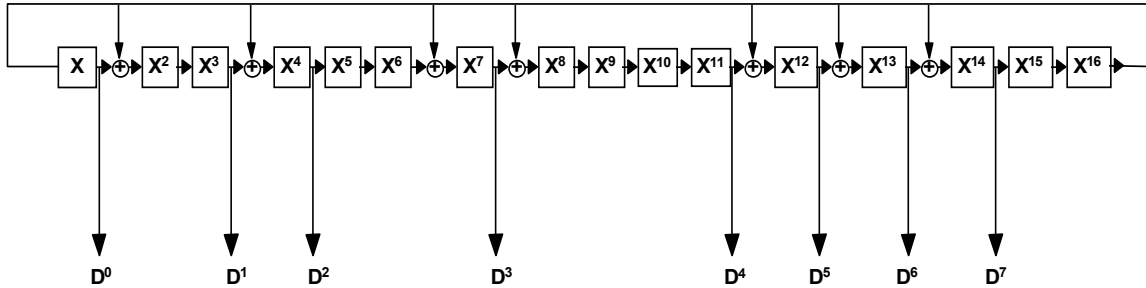 X X² X³ X⁴ X⁵ X⁶ X⁷ X⁸ X⁹ X¹⁰ X¹¹ X¹² X¹³ X¹⁴ X¹⁵ X¹⁶
D⁰ D¹ D² D³ D⁴ D⁵ D⁶ D⁷